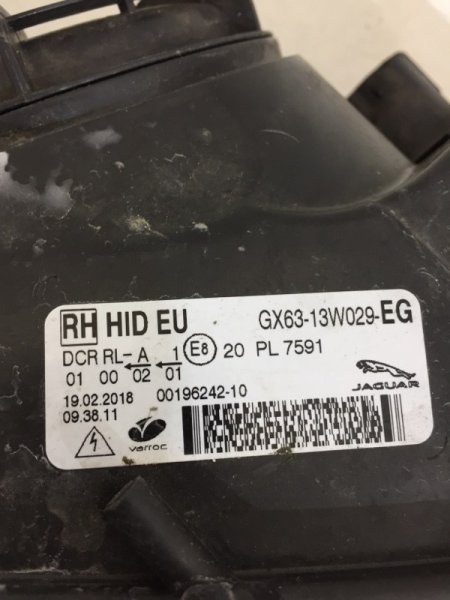 RH HID EU GX63-13W029-EG
DCR RL- A 1 E8 20 PL 7591
01 00 02 01
JAGUAR
19.02.2018 00196242-10
09.38.11
varroc